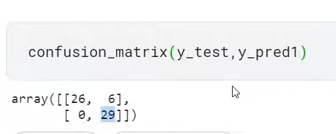 confusion_matrix(y_test,y_pred1)
array([[26,  6],
       [ 0, 29]])